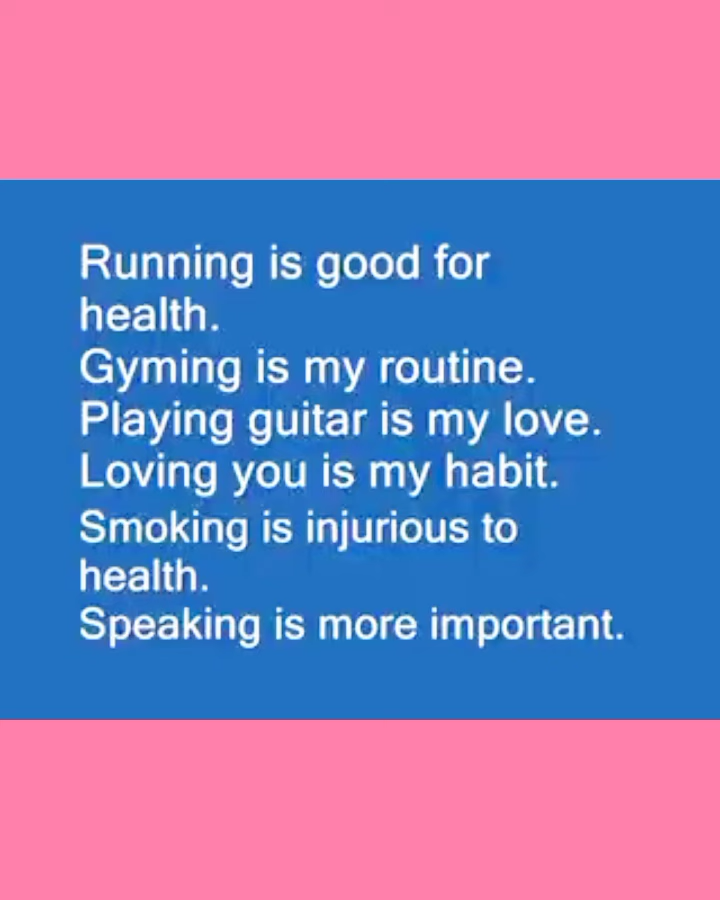 Running is good for
health.
Gyming is my routine.
Playing guitar is my love.
Loving you is my habit.
Smoking is injurious to
health.
Speaking is more important.